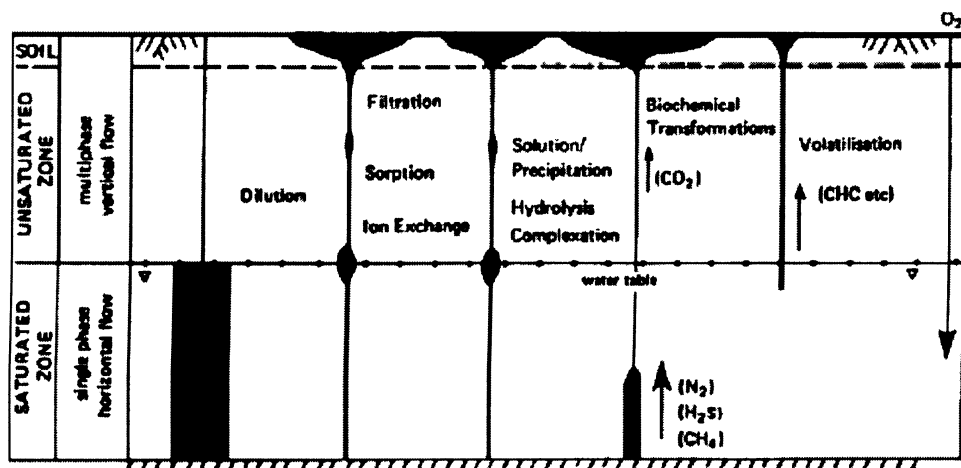 O₂
SOIL
UNSATURATED
ZONE
multiphase
vertical flow
Dilution
Filtration
Sorption
Ion Exchange
Solution/
Precipitation
Hydrolysis
Complexation
Biochemical
Transformations
(CO₂)
Volatilisation
(CHC etc)
water table
SATURATED
ZONE
single phase
horizontal flow
(N₂)
(H₂S)
(CH₄)